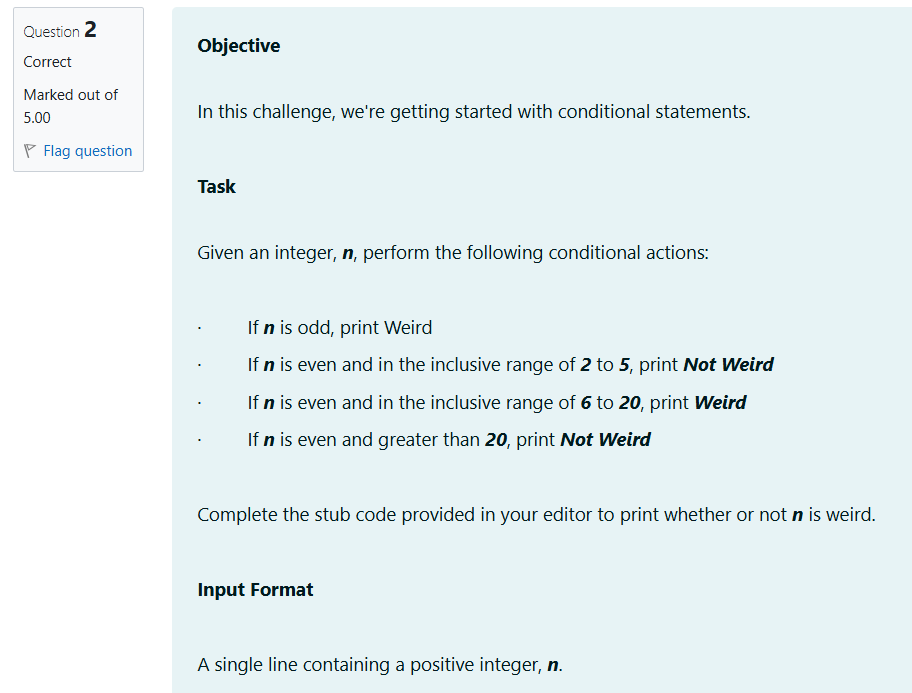 Question 2
Correct
Marked out of
5.00
Flag question
Objective
In this challenge, we're getting started with conditional statements.
Task
Given an integer, n, perform the following conditional actions:
· If n is odd, print Weird
· If n is even and in the inclusive range of 2 to 5, print Not Weird
· If n is even and in the inclusive range of 6 to 20, print Weird
· If n is even and greater than 20, print Not Weird
Complete the stub code provided in your editor to print whether or not n is weird.
Input Format
A single line containing a positive integer, n.